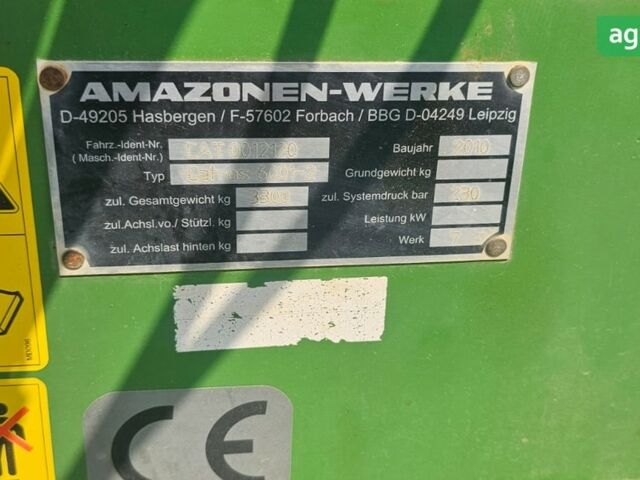 ag
AMAZONEN-WERKE
D-49205 Hasbergen / F-57602 Forbach / BBG D-04249 Leipzig
Fahrz.-Ident-Nr.
( Masch.-Ident-Nr.) Baujahr 2010
Typ Grundgewicht kg
zul. Gesamtgewicht kg 3300 zul. Systemdruck bar 230
zul.Achsl.vo./ Stützl. kg Leistung kW
zul. Achslast hinten kg Werk
MD096
CE